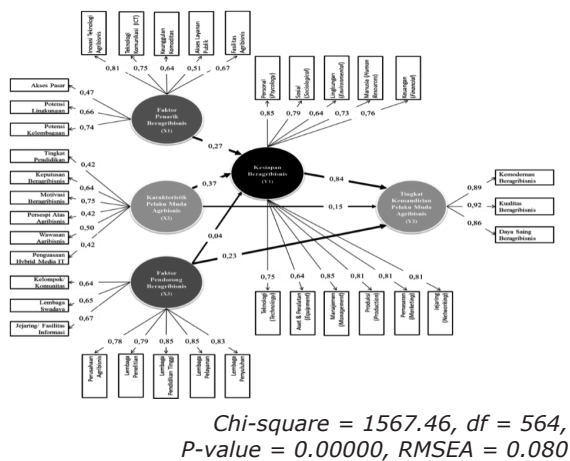 Inovasi Teknologi
Agribisnis
Teknologi
Komunikasi (ICT)
Keunggulan
Komoditas
Akses Layanan
Publik
Fasilitas
Agribisnis
0,81
0,75
0,64
0,51
0,67
Akses Pasar
Potensi
Lingkungan
Potensi
Kelembagaan
0,47
0,66
0,74
Faktor
Penarik
Beragribisnis
(X1)
Personal
(Psycology)
Sosial
(Sociological)
Lingkungan
(Environmental)
Manusia (Human
Resources)
Keuangan
(Financial)
0,85
0,79
0,64
0,73
0,76
0,27
Tingkat
Pendidikan
Keputusan
Beragribisnis
Motivasi
Beragribisnis
Persepsi Atas
Agribisnis
Wawasan
Agribisnis
Penguasaan
Hybrid Media IT
0,42
0,64
0,75
0,42
0,50
0,42
Karakteristik
Pelaku Muda
Agribisnis
(X2)
0,37
Kesiapan
Beragribisnis
(Y1)
0,84
0,15
Tingkat
Kemandirian
Pelaku Muda
Agribisnis
(Y2)
0,89
0,92
0,86
Kemodernan
Beragribisnis
Kualitas
Beragribisnis
Daya Saing
Beragribisnis
0,04
0,23
Kelompok/
Komunitas
Lembaga
Swadaya
Jejaring/ Fasilitas
Informasi
0,64
0,65
0,67
Faktor
Pendorong
Beragribisnis
(X3)
0,75
0,64
0,85
0,81
0,81
0,81
Teknologi
(Technology)
Aset & Peralatan
(Equipment)
Manajemen
(Management)
Produksi
(Production)
Pemasaran
(Marketing)
Jejaring
(Networking)
0,78
0,79
0,85
0,85
0,83
Perusahaan
Agribisnis
Lembaga
Penelitian
Lembaga
Pendidikan Tinggi
Lembaga
Pelayanan
Lembaga
Penyuluhan
Chi-square = 1567.46, df = 564,
P-value = 0.00000, RMSEA = 0.080